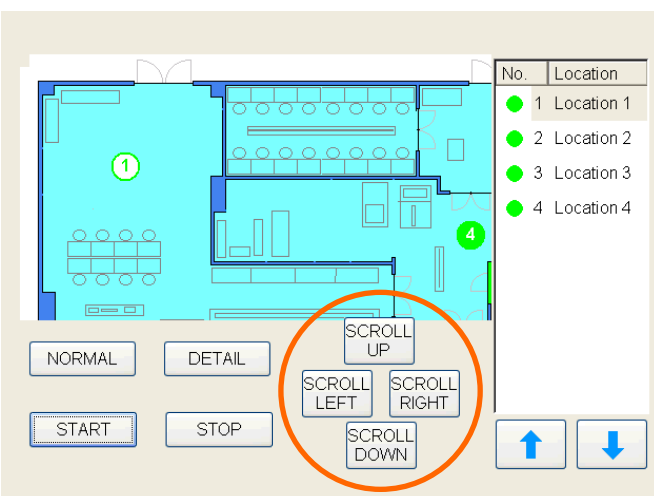 No. Location
1 Location 1
2 Location 2
3 Location 3
4 Location 4
1
4
NORMAL
DETAIL
START
STOP
SCROLL
UP
SCROLL
LEFT
SCROLL
RIGHT
SCROLL
DOWN